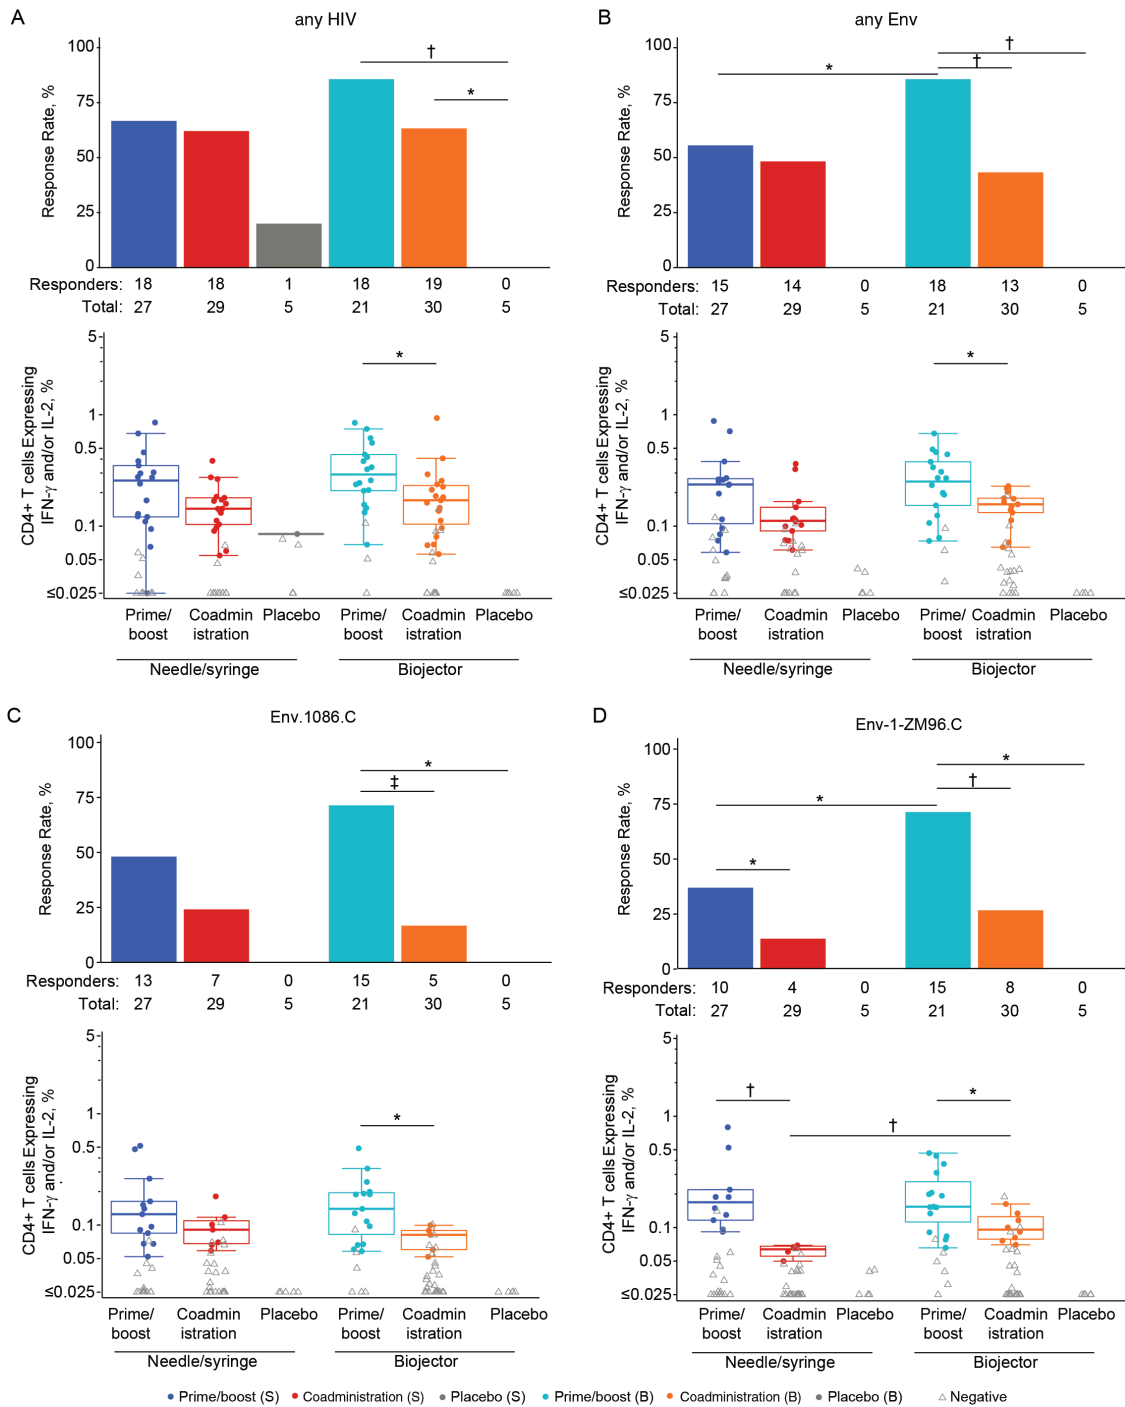 A
any HIV
Response Rate, %
100
75
50
25
0
†
*
Responders: 18 18 1 18 19 0
Total: 27 29 5 21 30 5
CD4+ T cells Expressing
IFN-γ and/or IL-2, %
5
1
0.5
0.1
0.05
≤0.025
*
Prime/ Coadmin Placebo Prime/ Coadmin Placebo
boost istration boost istration
Needle/syringe Biojector
B
any Env
Response Rate, %
100
75
50
25
0
†
†
*
Responders: 15 14 0 18 13 0
Total: 27 29 5 21 30 5
CD4+ T cells Expressing
IFN-γ and/or IL-2, %
5
1
0.5
0.1
0.05
≤0.025
*
Prime/ Coadmin Placebo Prime/ Coadmin Placebo
boost istration boost istration
Needle/syringe Biojector
C
Env.1086.C
Response Rate, %
100
75
50
25
0
*
‡
Responders: 13 7 0 15 5 0
Total: 27 29 5 21 30 5
CD4+ T cells Expressing
IFN-γ and/or IL-2, %
5
1
0.5
0.1
0.05
≤0.025
*
Prime/ Coadmin Placebo Prime/ Coadmin Placebo
boost istration boost istration
Needle/syringe Biojector
D
Env-1-ZM96.C
Response Rate, %
100
75
50
25
0
*
†
*
*
Responders: 10 4 0 15 8 0
Total: 27 29 5 21 30 5
CD4+ T cells Expressing
IFN-γ and/or IL-2, %
5
1
0.5
0.1
0.05
≤0.025
†
*
†
Prime/ Coadmin Placebo Prime/ Coadmin Placebo
boost istration boost istration
Needle/syringe Biojector
Prime/boost (S) Coadministration (S) Placebo (S) Prime/boost (B) Coadministration (B) Placebo (B) Negative